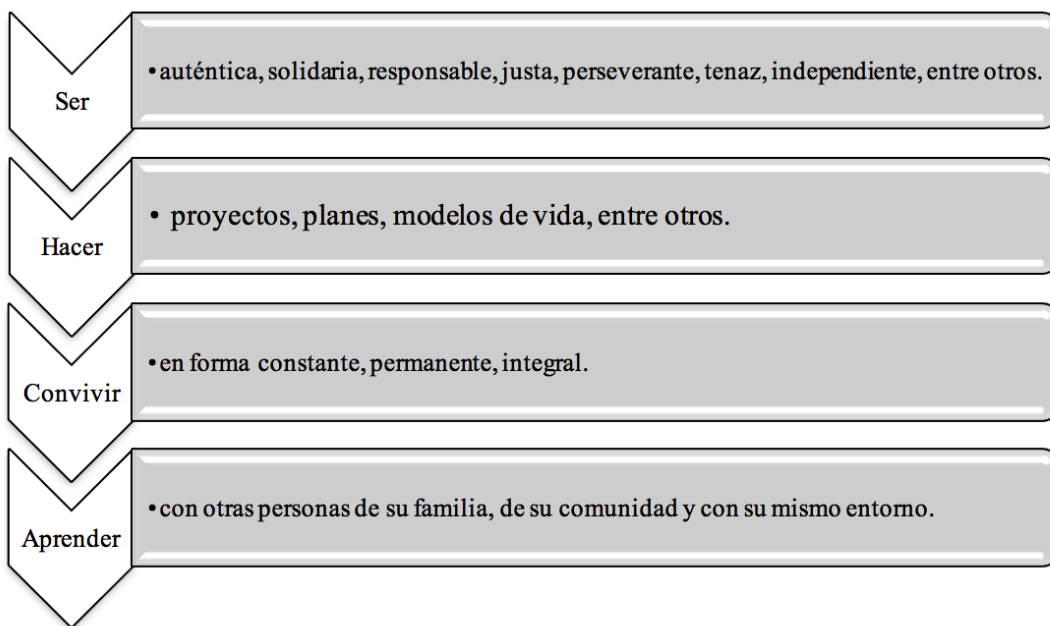 Ser
• auténtica, solidaria, responsable, justa, perseverante, tenaz, independiente, entre otros.
Hacer
• proyectos, planes, modelos de vida, entre otros.
Convivir
• en forma constante, permanente, integral.
Aprender
• con otras personas de su familia, de su comunidad y con su mismo entorno.